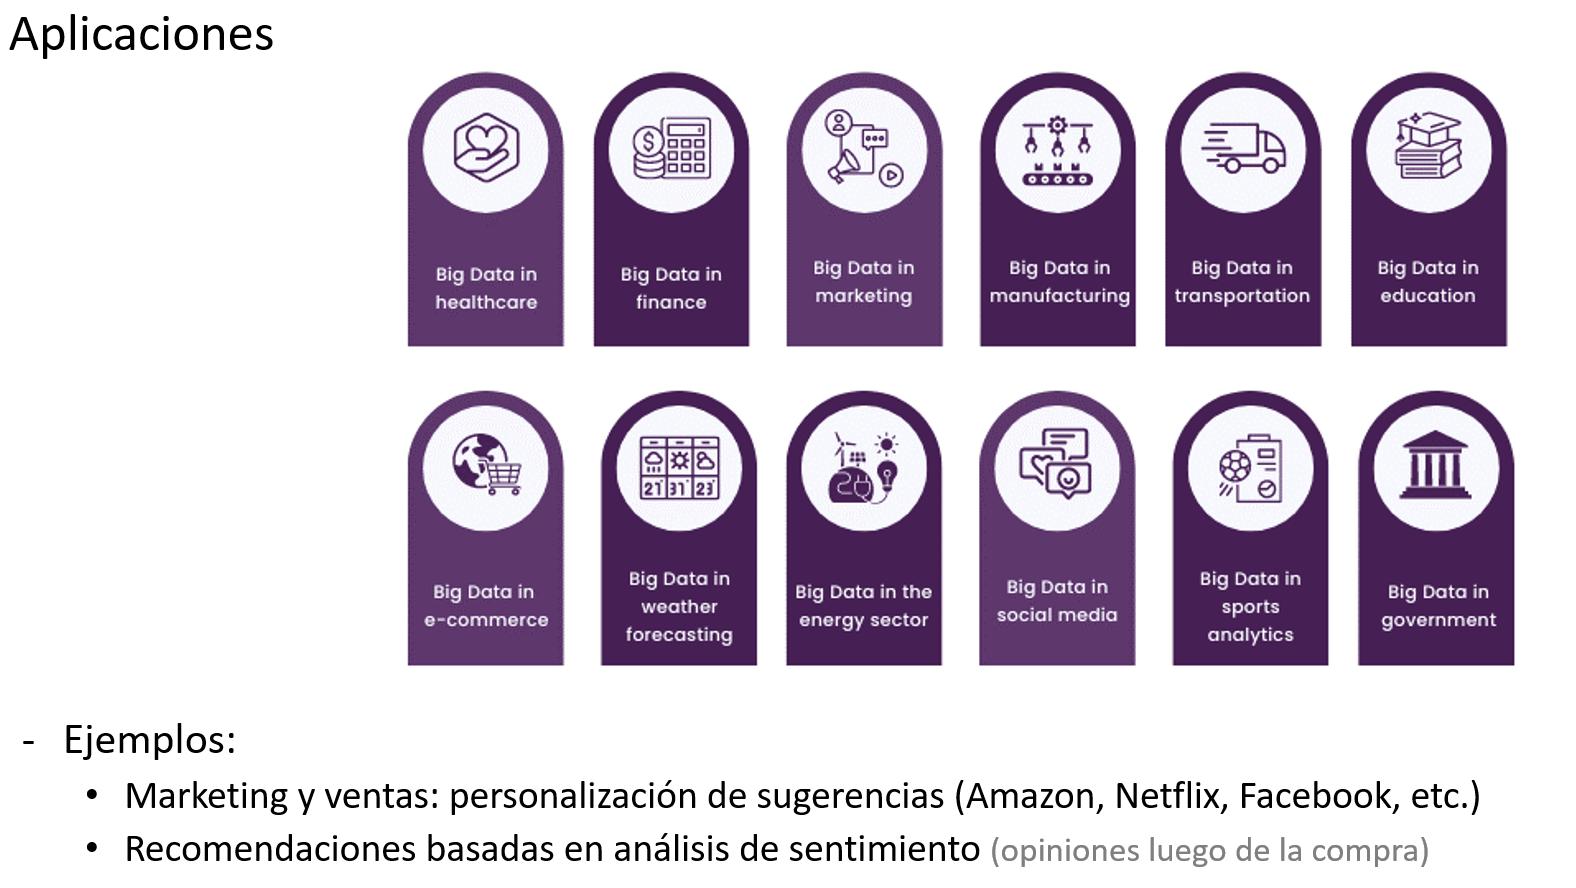 Aplicaciones
Big Data in
healthcare
Big Data in
finance
Big Data in
marketing
Big Data in
manufacturing
Big Data in
transportation
Big Data in
education
Big Data in
e-commerce
21° 31° 23°
Big Data in
weather
forecasting
Big Data in the
energy sector
Big Data in
social media
Big Data in
sports
analytics
Big Data in
government
- Ejemplos:
• Marketing y ventas: personalización de sugerencias (Amazon, Netflix, Facebook, etc.)
• Recomendaciones basadas en análisis de sentimiento (opiniones luego de la compra)